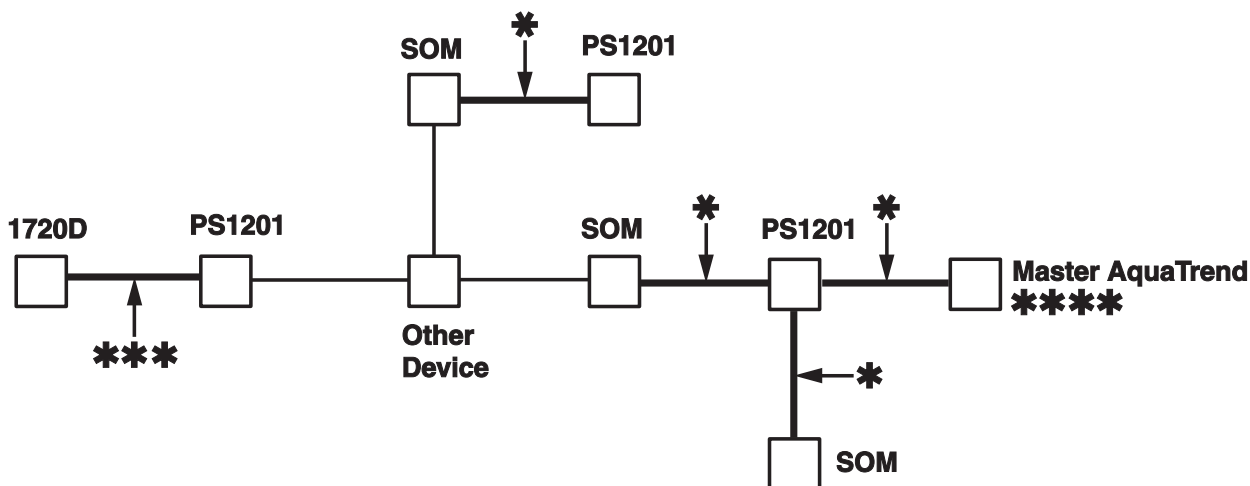 *
SOM
PS1201
*
*
1720D
PS1201
SOM
PS1201
Master AquaTrend
****
***
Other
Device
*
SOM